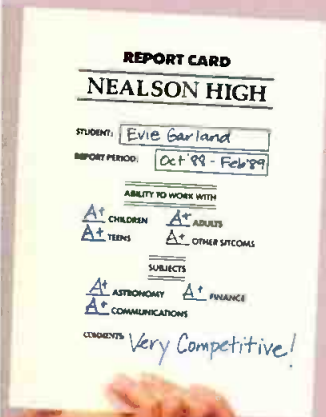 REPORT CARD
NEALSON HIGH
STUDENT: Evie Garland
REPORT PERIOD: Oct '88 - Feb '89
ABILITY TO WORK WITH
A+ CHILDREN A+ ADULTS
A+ TEENS A+ OTHER SITCOMS
SUBJECTS
A+ ASTRONOMY A+ FINANCE
A+ COMMUNICATIONS
COMMENTS: Very Competitive!